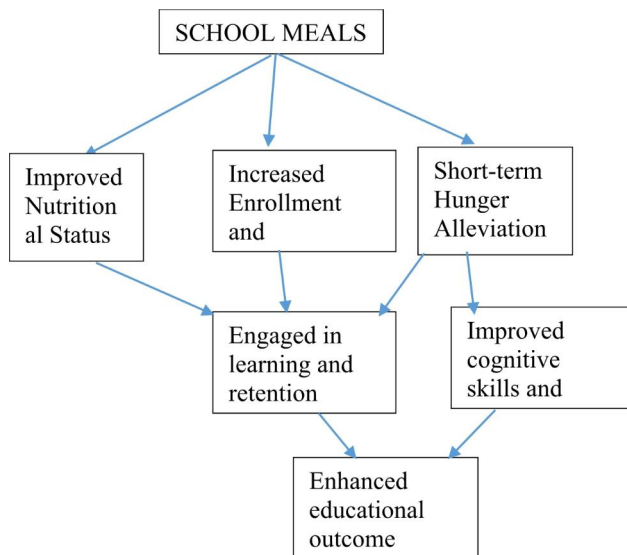 SCHOOL MEALS
Improved
Nutrition
al Status
Increased
Enrollment
and
Short-term
Hunger
Alleviation
Engaged in
learning and
retention
Improved
cognitive
skills and
Enhanced
educational
outcome